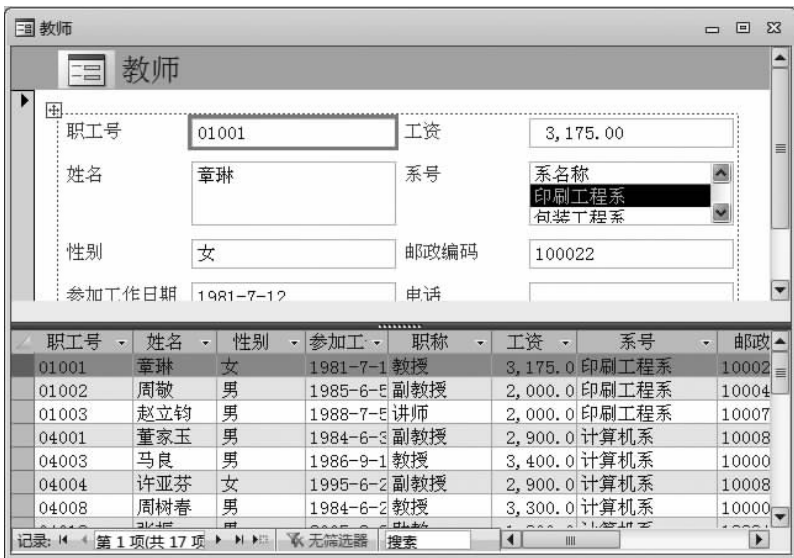 教师
教师
职工号 01001 工资 3,175.00
姓名 童琳 系号 系名称
印刷工程系
包装工程系
性别 女 邮政编码 100022
参加工作日期 1981-7-12 电话
职工号 姓名 性别 参加工 职称 工资 系号 邮政
01001 童琳 女 1981-7-1 教授 3,175.0 印刷工程系 10002
01002 周敬 男 1985-6-5 副教授 2,000.0 印刷工程系 10004
01003 赵立钧 男 1988-7-5 讲师 2,000.0 印刷工程系 10007
04001 董家玉 男 1984-6-3 副教授 2,900.0 计算机系 10008
04003 马良 男 1986-9-1 教授 3,400.0 计算机系 10000
04004 许亚芬 女 1995-6-2 副教授 2,900.0 计算机系 10008
04008 周树春 男 1984-6-2 教授 3,300.0 计算机系 10000
记录: 第 1 项(共 17 项 无筛选器 搜索